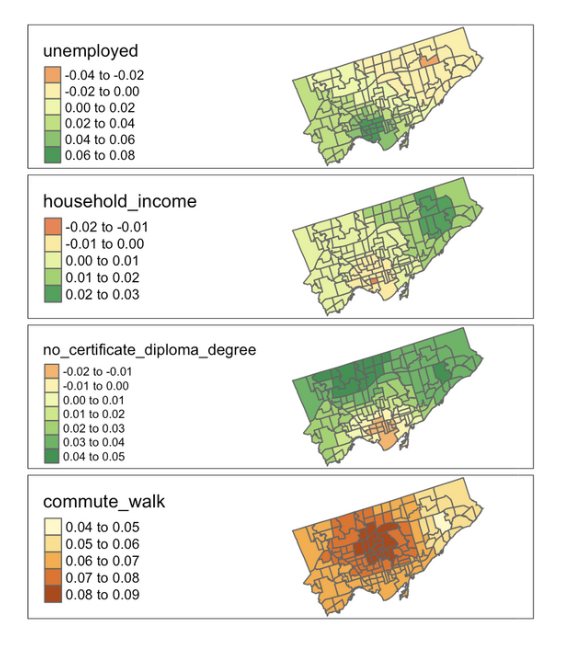 unemployed
-0.04 to -0.02
-0.02 to 0.00
0.00 to 0.02
0.02 to 0.04
0.04 to 0.06
0.06 to 0.08
household_income
-0.02 to -0.01
-0.01 to 0.00
0.00 to 0.01
0.01 to 0.02
0.02 to 0.03
no_certificate_diploma_degree
-0.02 to -0.01
-0.01 to 0.00
0.00 to 0.01
0.01 to 0.02
0.02 to 0.03
0.03 to 0.04
0.04 to 0.05
commute_walk
0.04 to 0.05
0.05 to 0.06
0.06 to 0.07
0.07 to 0.08
0.08 to 0.09